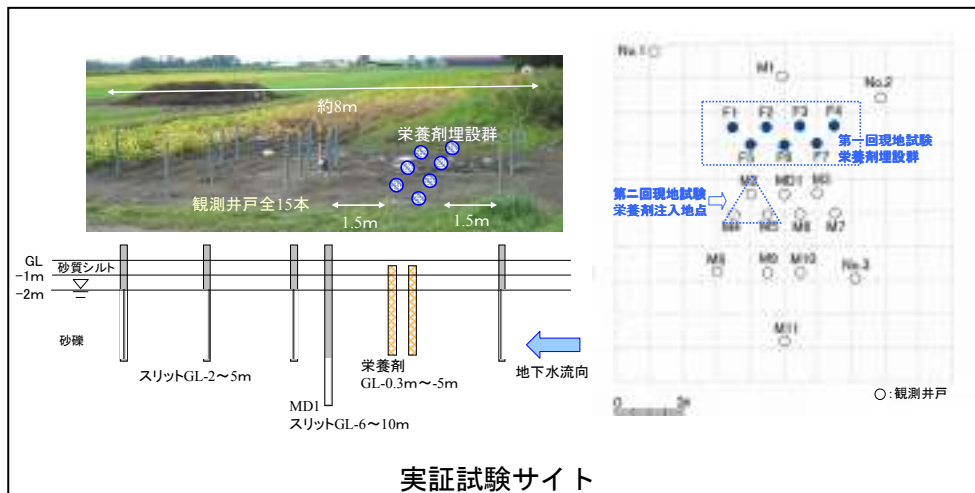 約8m
栄養剤埋設群
観測井戸全15本
1.5m
1.5m
GL
-1m
-2m
砂質シルト
砂礫
スリットGL-2～5m
栄養剤
GL-0.3m～-5m
地下水流向
MD1
スリットGL-6～10m
No.1
M1
No.2
F1
F2
F3
F4
第一回現地試験
栄養剤埋設群
F5
F6
F7
M2
MD1
M3
第二回現地試験
栄養剤注入地点
M4
M5
M6
M7
M8
M9
M10
No.3
M11
0
○:観測井戸
実証試験サイト